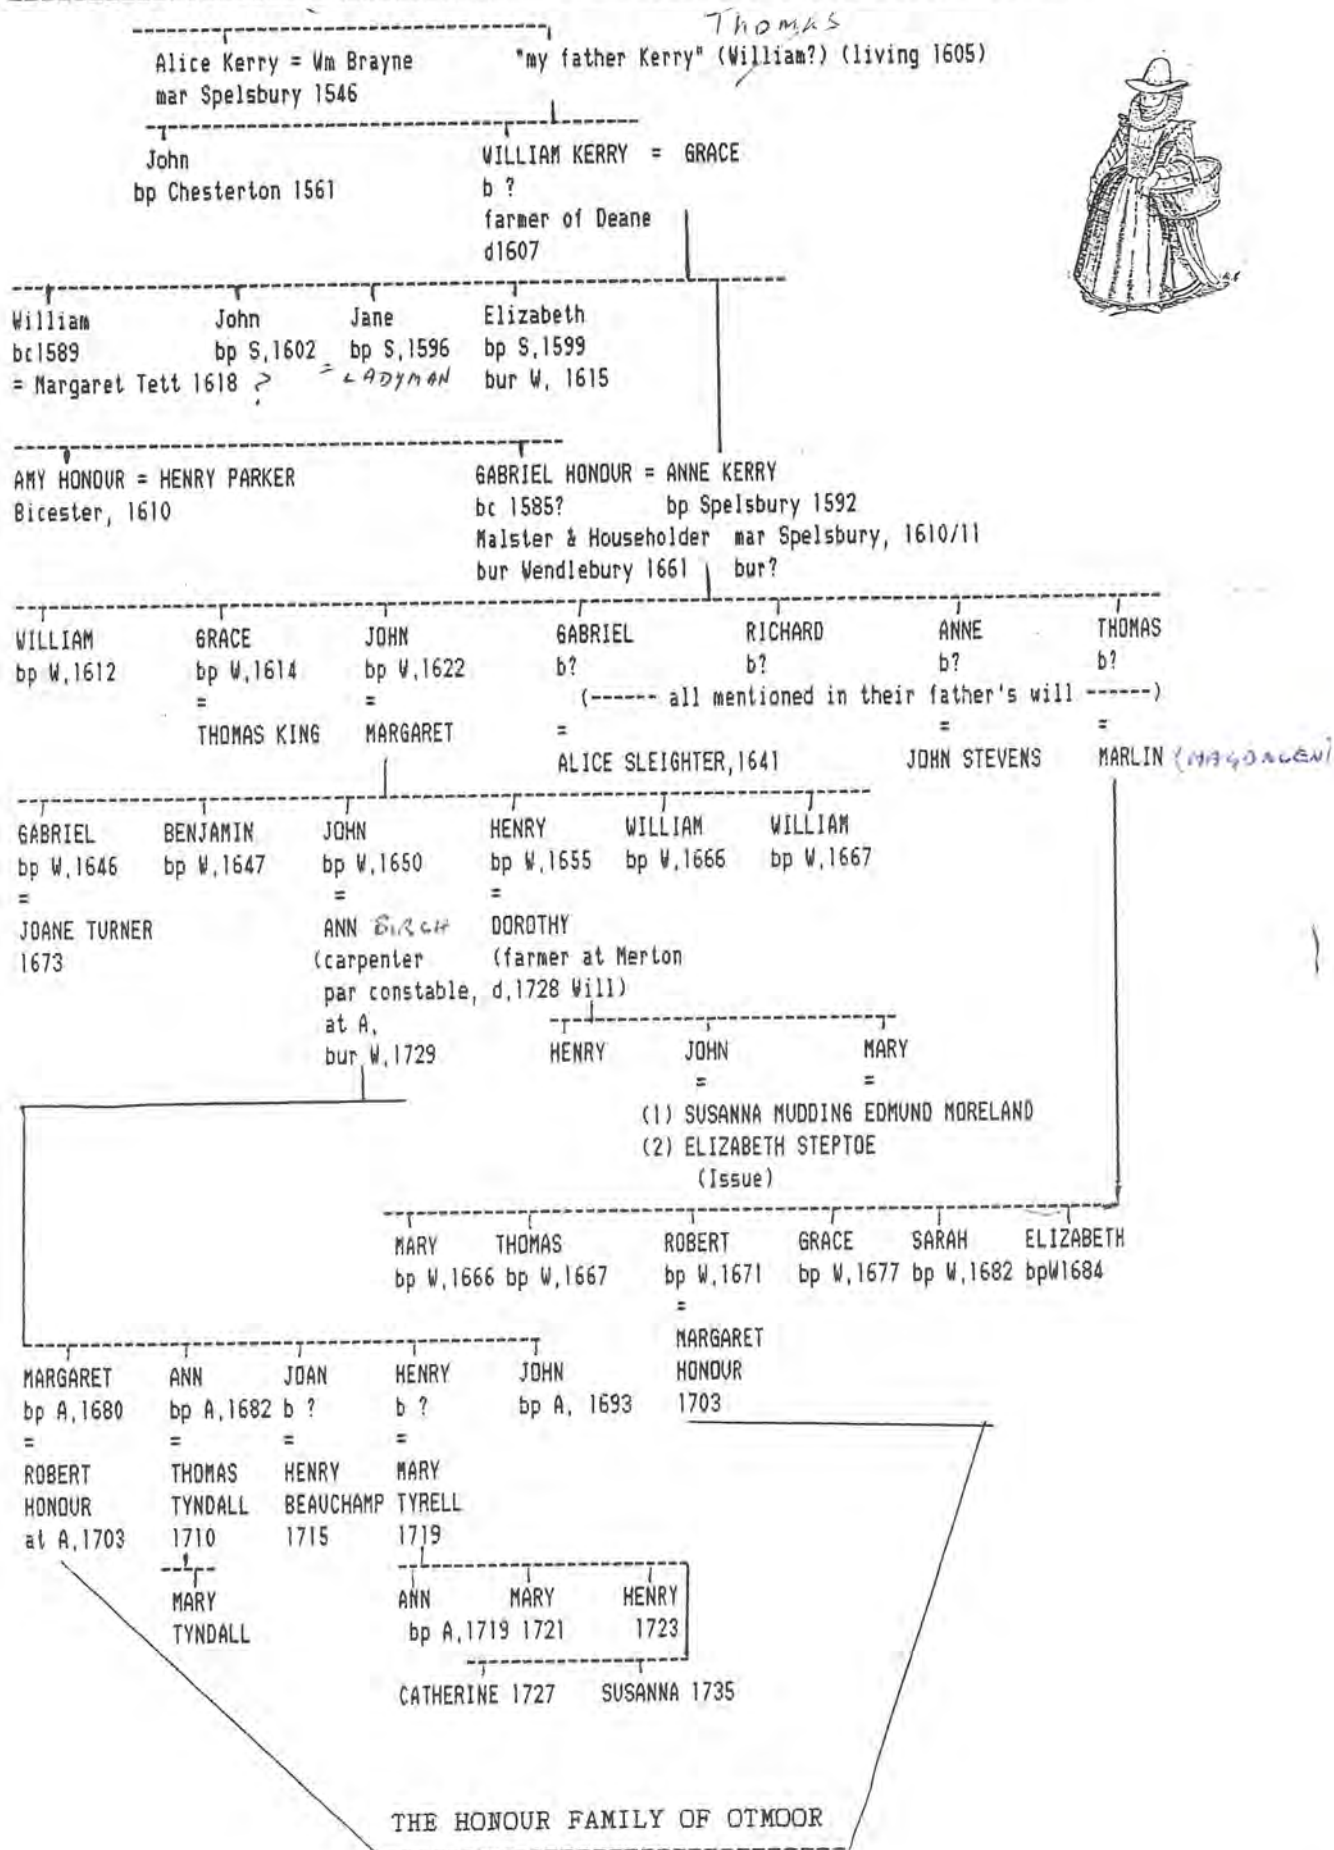 Thomas
Alice Kerry = Wm Brayne "my father Kerry" (William?) (living 1605)
mar Spelsbury 1546
John WILLIAM KERRY = GRACE
bp Chesterton 1561 b ?
farmer of Deane
d1607
William John Jane Elizabeth
bc1589 bp S,1602 bp S,1596 bp S,1599
= Margaret Tett 1618 ? = LADYMAN bur W, 1615
AMY HONOUR = HENRY PARKER GABRIEL HONOUR = ANNE KERRY
Bicester, 1610 bc 1585? bp Spelsbury 1592
Malster & Householder mar Spelsbury, 1610/11
bur Wendlebury 1661 bur?
WILLIAM GRACE JOHN GABRIEL RICHARD ANNE THOMAS
bp W,1612 bp W,1614 bp W,1622 b? b? b? b?
(------ all mentioned in their father's will ------)
= = = = =
THOMAS KING MARGARET ALICE SLEIGHTER,1641 JOHN STEVENS MARLIN (MAGDALEN)
GABRIEL BENJAMIN JOHN HENRY WILLIAM WILLIAM
bp W,1646 bp W,1647 bp W,1650 bp W,1655 bp W,1666 bp W,1667
= = =
JOANE TURNER ANN BIRCH DOROTHY
1673 (carpenter (farmer at Merton
par constable, d,1728 Will)
at A,
bur W,1729 HENRY JOHN MARY
= =
(1) SUSANNA MUDDING EDMUND MORELAND
(2) ELIZABETH STEPTOE
(Issue)
MARY THOMAS ROBERT GRACE SARAH ELIZABETH
bp W,1666 bp W,1667 bp W,1671 bp W,1677 bp W,1682 bpW1684
=
MARGARET
HONOUR
1703
MARGARET ANN JOAN HENRY JOHN
bp A,1680 bp A,1682 b ? b ? bp A, 1693
= = = =
ROBERT THOMAS HENRY MARY
HONOUR TYNDALL BEAUCHAMP TYRELL
at A,1703 1710 1715 1719
MARY ANN MARY HENRY
TYNDALL bp A,1719 1721 1723
CATHERINE 1727 SUSANNA 1735
THE HONOUR FAMILY OF OTMOOR